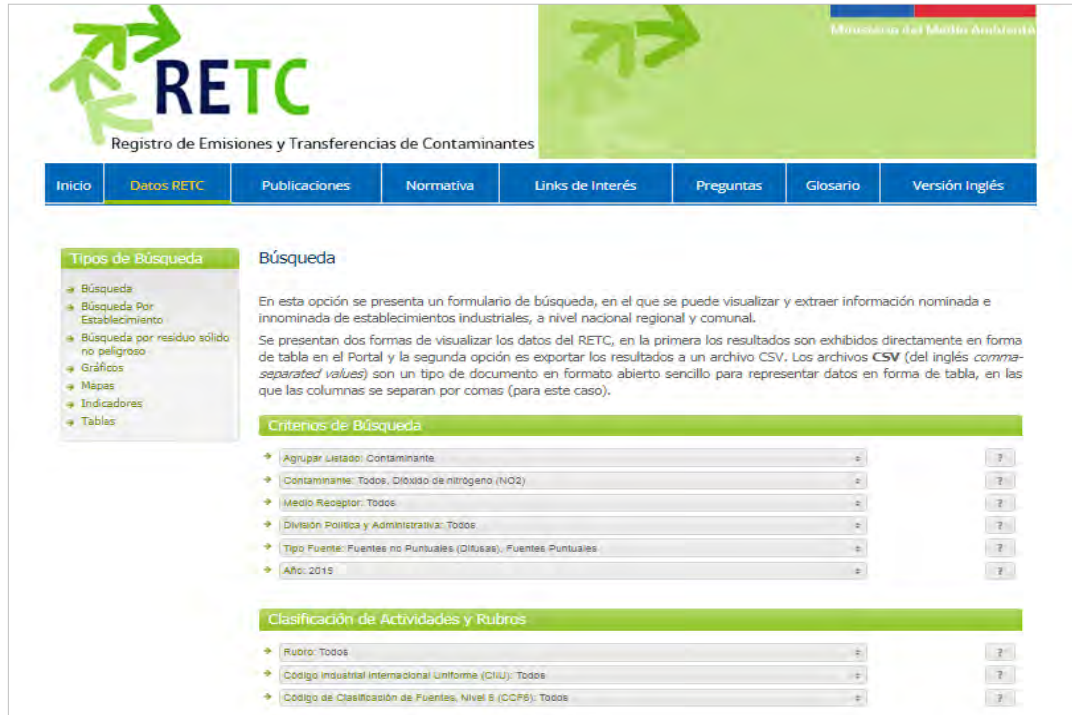 Ministerio del Medio Ambiente
RETC
Registro de Emisiones y Transferencias de Contaminantes
Inicio
Datos RETC
Publicaciones
Normativa
Links de Interés
Preguntas
Glosario
Versión Inglés
Tipos de Búsqueda
Búsqueda
Búsqueda Por
Establecimiento
Búsqueda por residuo sólido
no peligroso
Gráficos
Mapas
Indicadores
Tablas
Búsqueda
En esta opción se presenta un formulario de búsqueda, en el que se puede visualizar y extraer información nominada e
innominada de establecimientos industriales, a nivel nacional regional y comunal.
Se presentan dos formas de visualizar los datos del RETC, en la primera los resultados son exhibidos directamente en forma
de tabla en el Portal y la segunda opción es exportar los resultados a un archivo CSV. Los archivos CSV (del inglés comma-
separated values) son un tipo de documento en formato abierto sencillo para representar datos en forma de tabla, en las
que las columnas se separan por comas (para este caso).
Criterios de Búsqueda
Agrupar Listado: Contaminante
?
Contaminante: Todos, Dióxido de nitrógeno (NO2)
?
Medio Receptor: Todos
?
División Política y Administrativa: Todos
?
Tipo Fuente: Fuentes no Puntuales (Difusas), Fuentes Puntuales
?
Año: 2015
?
Clasificación de Actividades y Rubros
Rubro: Todos
?
Código Industrial Internacional Uniforme (CIIU): Todos
?
Código de Clasificación de Fuentes, Nivel 6 (CCF6): Todos
?